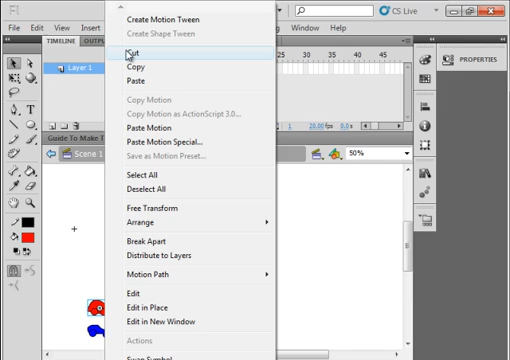 Fl
CS Live
File
Edit
View
Insert
Window
TIMELINE
OUTP
25 30 35 40 45 50
Layer 1
1 20.00 fps 0.0 s
PROPERTIES
Guide To Make T
Scene 1
50%
Create Motion Tween
Create Shape Tween
Cut
Copy
Paste
Copy Motion
Copy Motion as ActionScript 3.0...
Paste Motion
Paste Motion Special...
Save as Motion Preset...
Select All
Deselect All
Free Transform
Arrange
Break Apart
Distribute to Layers
Motion Path
Edit
Edit in Place
Edit in New Window
Actions
Swap Symbol